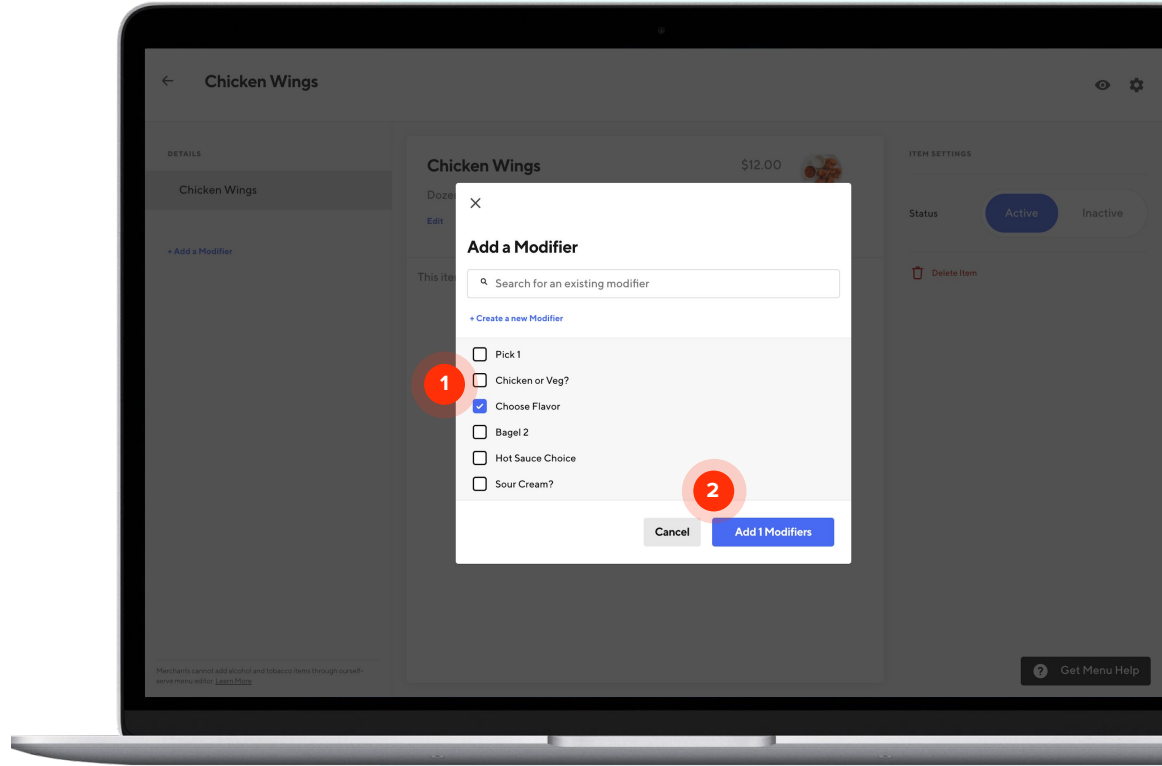 Chicken Wings
DETAILS
Chicken Wings
+ Add a Modifier
Merchants cannot add alcohol and tobacco items through our self-
serve menu editor. Learn More
Chicken Wings
$12.00
Edit
This
Add a Modifier
Search for an existing modifier
+ Create a new Modifier
Pick 1
1
Chicken or Veg?
Choose Flavor
Bagel 2
Hot Sauce Choice
Sour Cream?
2
Cancel
Add 1 Modifiers
ITEM SETTINGS
Status
Active
Inactive
Delete Item
? Get Menu Help